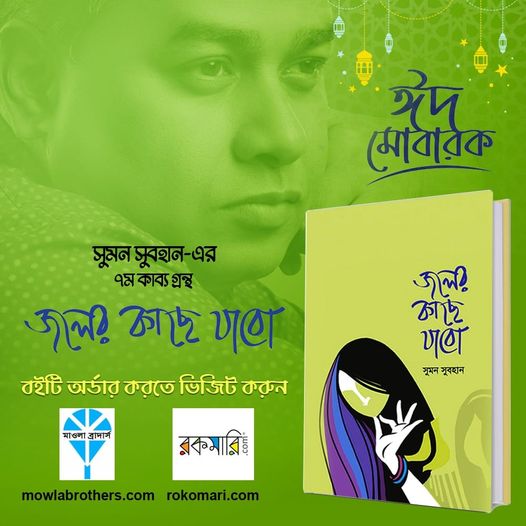 ঈদ
মোবারক
সুমন সুবহান-এর
৭ম কাব্য গ্রন্থ
জলের কাছে যাবো
বইটি অর্ডার করতে ভিজিট করুন
মাওলা ব্রাদার্স
রকমারি.com
mowlabrothers.com
rokomari.com
জলের
কাছে
যাবো
সুমন সুবহান